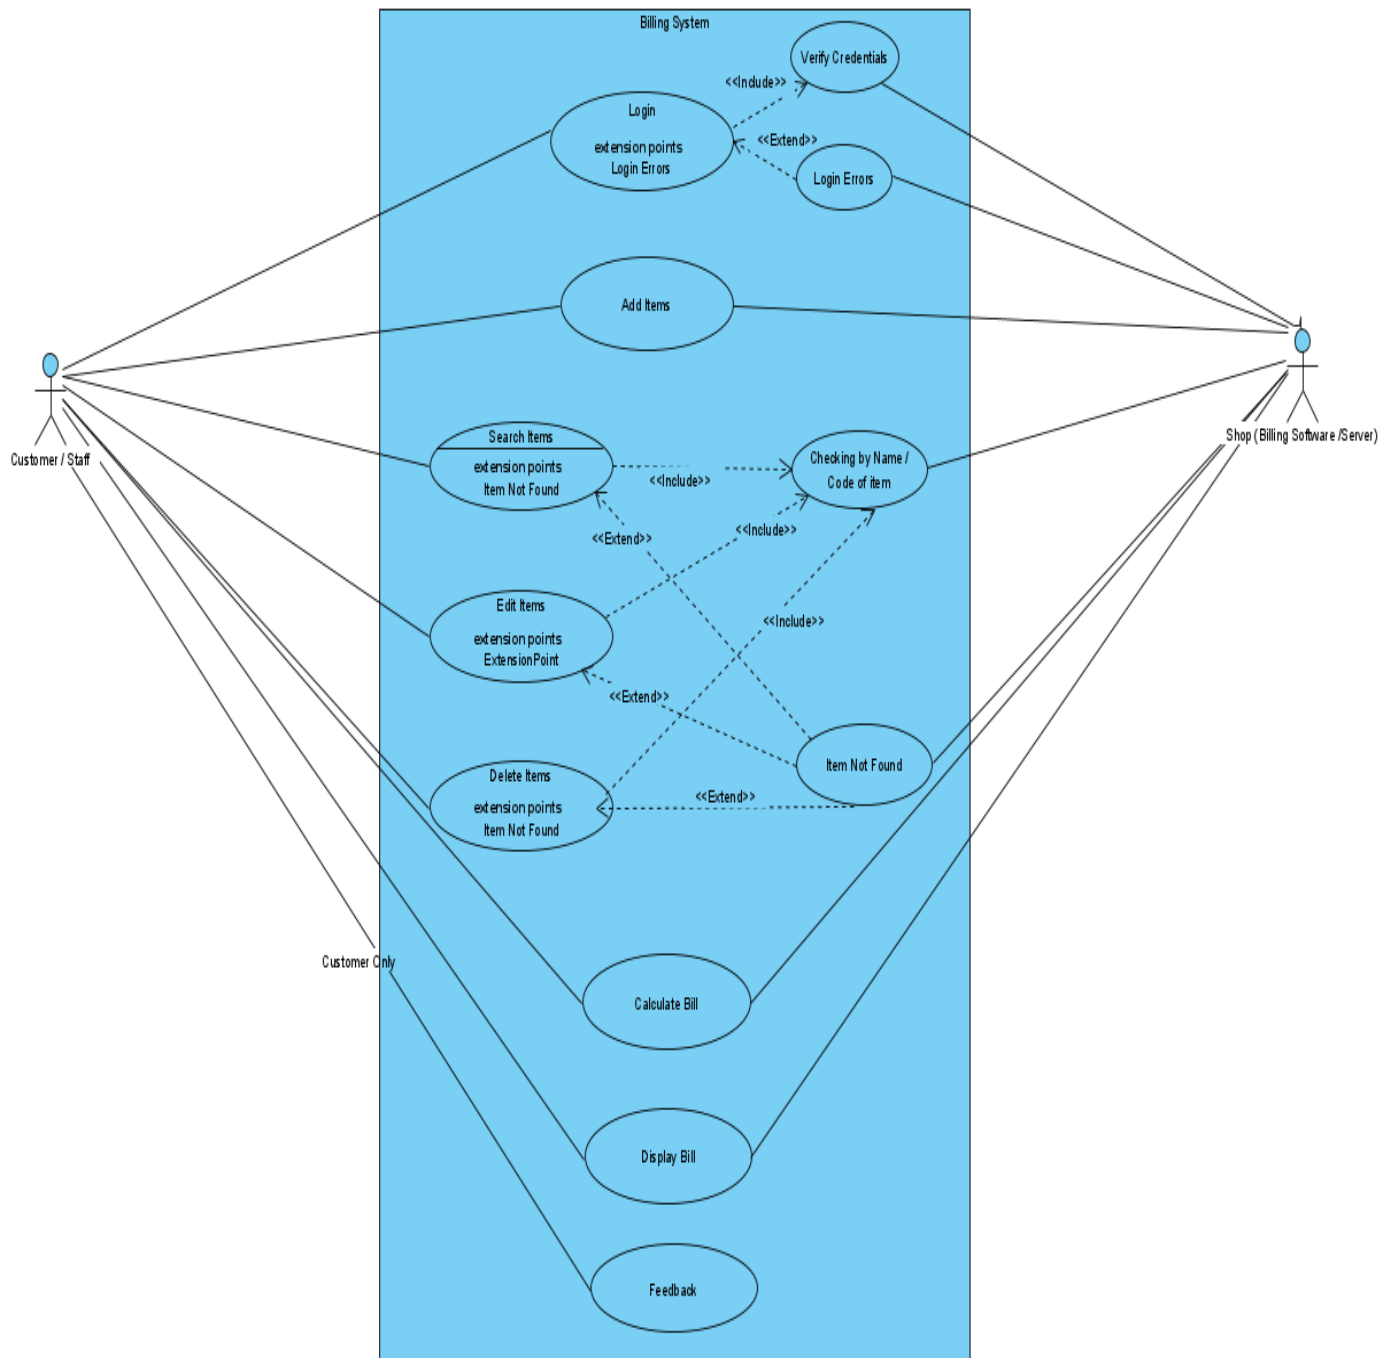 Billing System
Verify Credentials
<<Include>>
Login
extension points
Login Errors
<<Extend>>
Login Errors
Add Items
Customer / Staff
Shop ( Billing Software /Server)
Search Items
extension points
Item Not Found
<<Include>>
Checking by Name /
Code of item
<<Extend>>
<<Include>>
Edit Items
extension points
ExtensionPoint
<<Include>>
<<Extend>>
Item Not Found
Delete Items
extension points
Item Not Found
<<Extend>>
Customer Only
Calculate Bill
Display Bill
Feedback